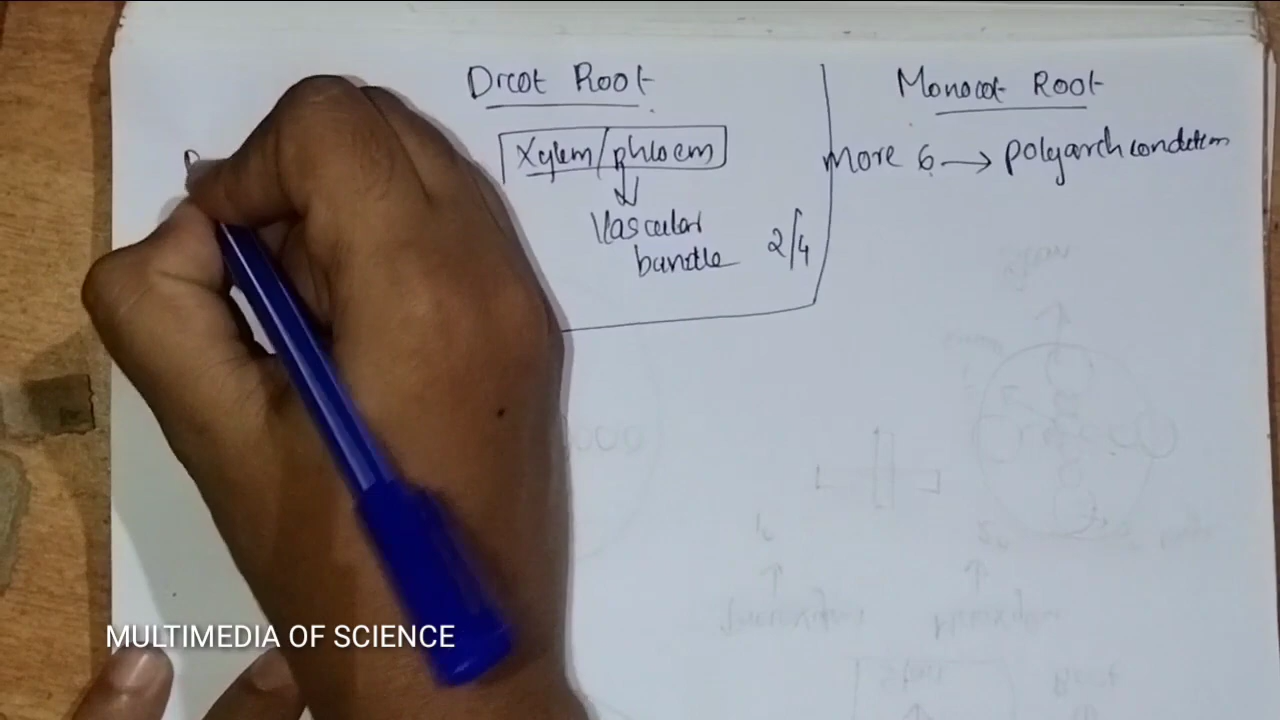 Dicot Root
Monocot Root
Xylem/phloem
more 6 → polyarch condition
Vascular
bundle 2/4
MULTIMEDIA OF SCIENCE